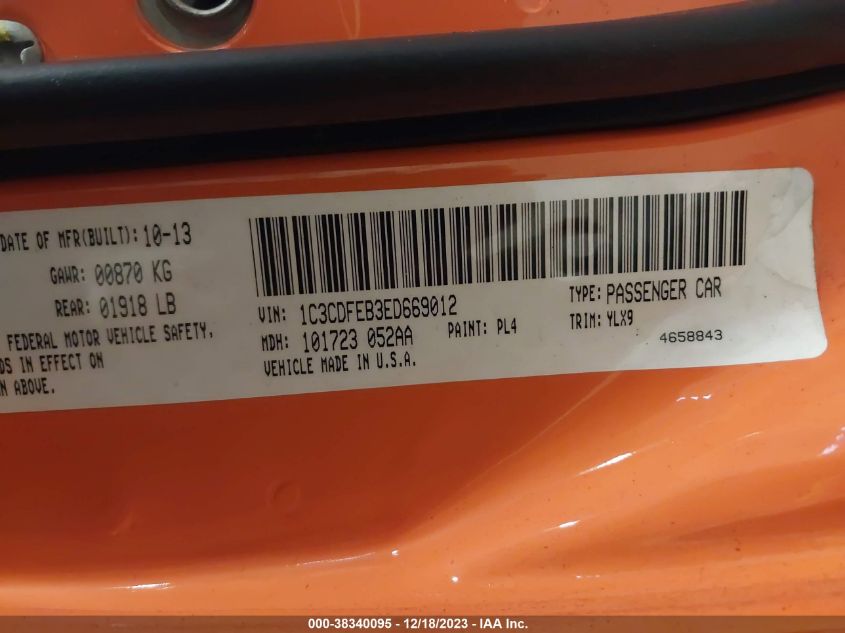 DATE OF MFR(BUILT): 10-13
GAWR: 00870 KG
REAR: 01918 LB
FEDERAL MOTOR VEHICLE SAFETY,
DS IN EFFECT ON
N ABOVE.
VIN: 1C3CDFEB3ED669012
TYPE: PASSENGER CAR
MDH: 101723 052AA PAINT: PL4 TRIM: YLX9
VEHICLE MADE IN U.S.A.
4658843
000-38340095 - 12/18/2023 - IAA Inc.